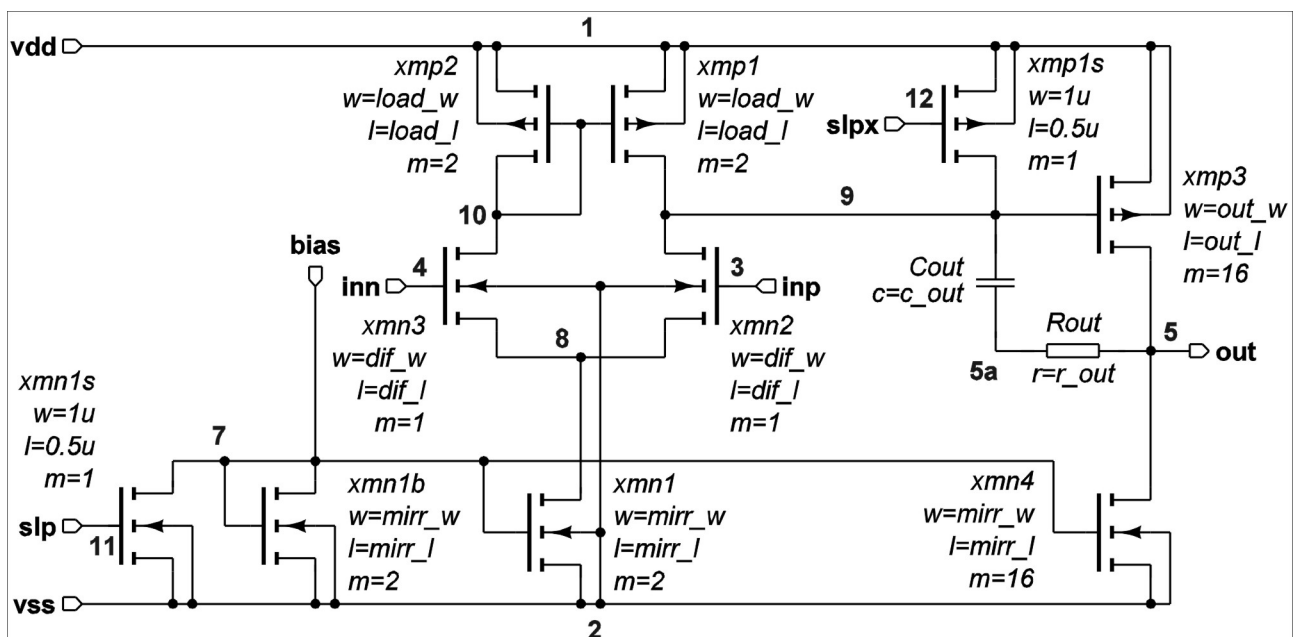 1
vdd
xmp2
w=load_w
l=load_l
m=2
xmp1
w=load_w
l=load_l
m=2
xmp1s
w=1u
l=0.5u
m=1
12
slpx
xmp3
w=out_w
l=out_l
m=16
9
10
bias
4
inn
3
inp
Cout
c=c_out
xmn3
w=dif_w
l=dif_l
m=1
8
xmn2
w=dif_w
l=dif_l
m=1
Rout
5
out
5a
r=r_out
xmn1s
w=1u
l=0.5u
m=1
7
xmn1b
w=mirr_w
l=mirr_l
m=2
xmn1
w=mirr_w
l=mirr_l
m=2
xmn4
w=mirr_w
l=mirr_l
m=16
slp
11
vss
2